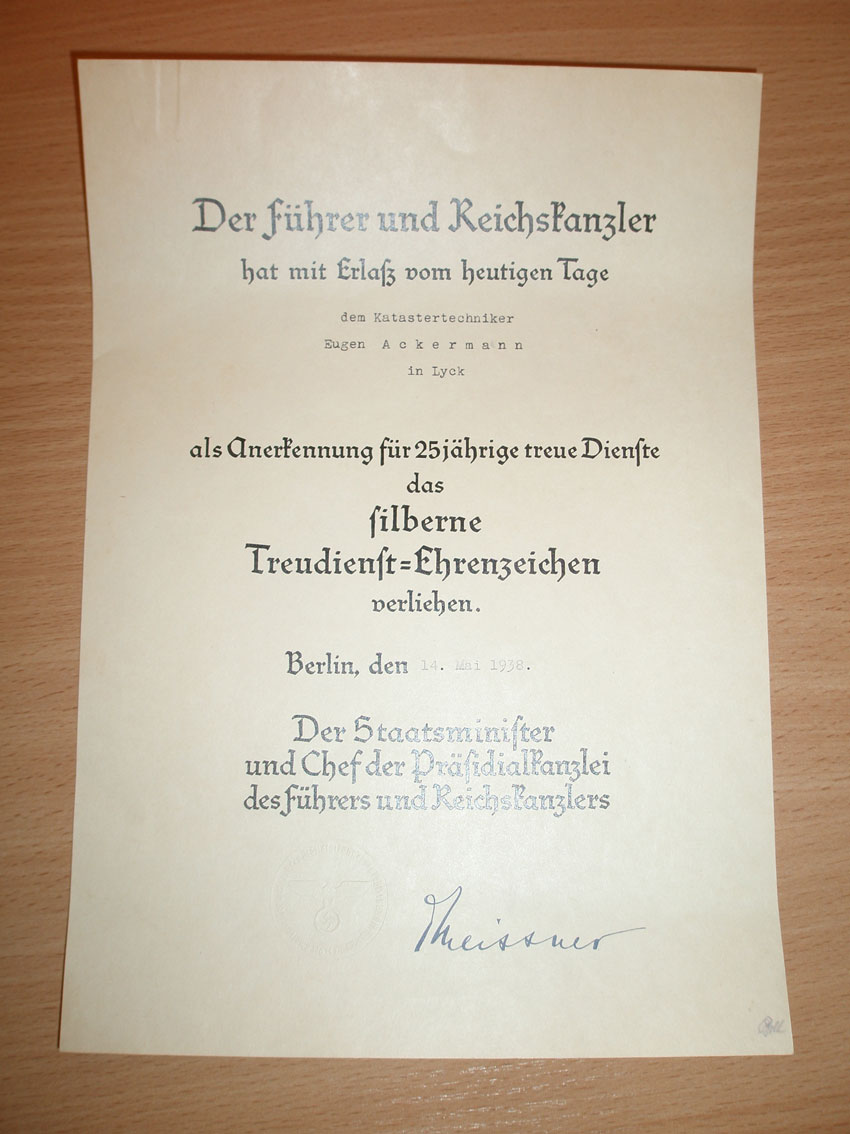 Der Führer und Reichskanzler
hat mit Erlaß vom heutigen Tage
dem Katastertechniker
Eugen A c k e r m a n n
in Lyck
als Anerkennung für 25jährige treue Dienste
das
silberne
Treudienst=Ehrenzeichen
verliehen.
Berlin, den 14. Mai 1938.
Der Staatsminister
und Chef der Präsidialkanzlei
des Führers und Reichskanzlers
Meissner